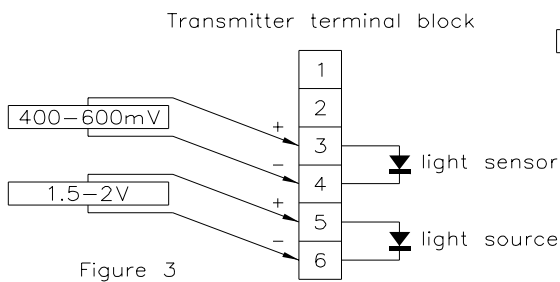 Transmitter terminal block
1
2
400-600mV
+
3
-
4
light sensor
1.5-2V
+
5
-
6
light source
Figure 3